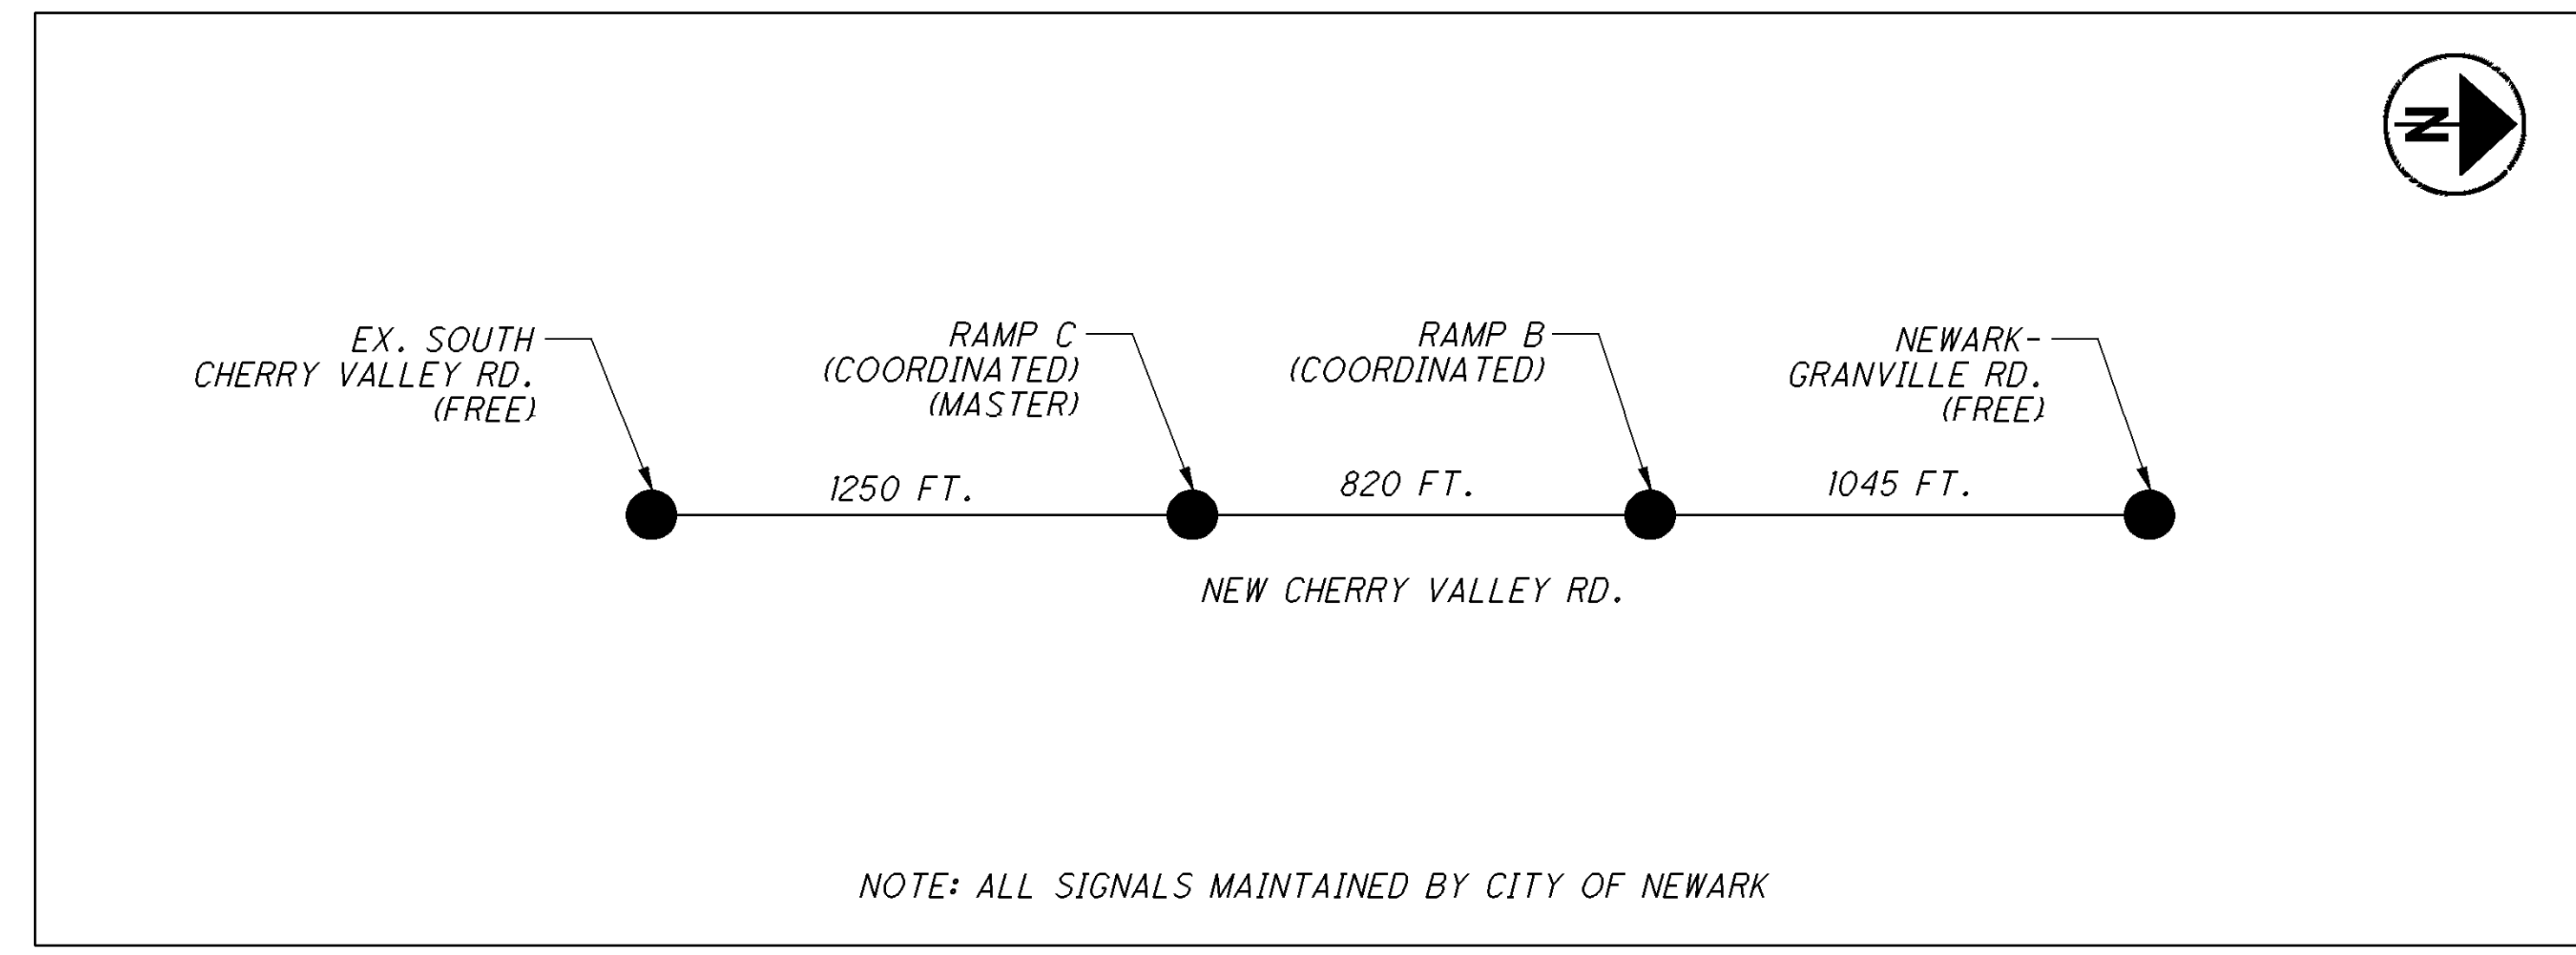 N
EX. SOUTH
CHERRY VALLEY RD.
(FREE)
RAMP C
(COORDINATED)
(MASTER)
RAMP B
(COORDINATED)
NEWARK-
GRANVILLE RD.
(FREE)
1250 FT.
820 FT.
1045 FT.
NEW CHERRY VALLEY RD.
NOTE: ALL SIGNALS MAINTAINED BY CITY OF NEWARK